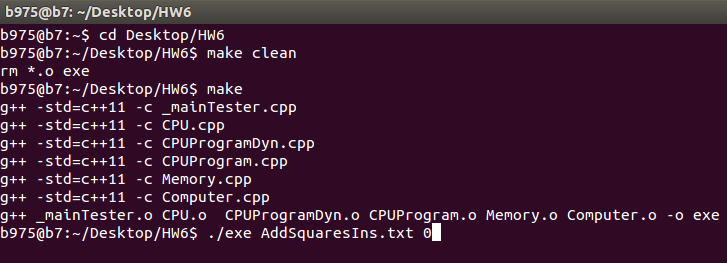 b975@b7: ~/Desktop/HW6
b975@b7:~$ cd Desktop/HW6
b975@b7:~/Desktop/HW6$ make clean
rm *.o exe
b975@b7:~/Desktop/HW6$ make
g++ -std=c++11 -c _mainTester.cpp
g++ -std=c++11 -c CPU.cpp
g++ -std=c++11 -c CPUProgramDyn.cpp
g++ -std=c++11 -c CPUProgram.cpp
g++ -std=c++11 -c Memory.cpp
g++ -std=c++11 -c Computer.cpp
g++ _mainTester.o CPU.o  CPUProgramDyn.o CPUProgram.o Memory.o Computer.o -o exe
b975@b7:~/Desktop/HW6$ ./exe AddSquaresIns.txt 0